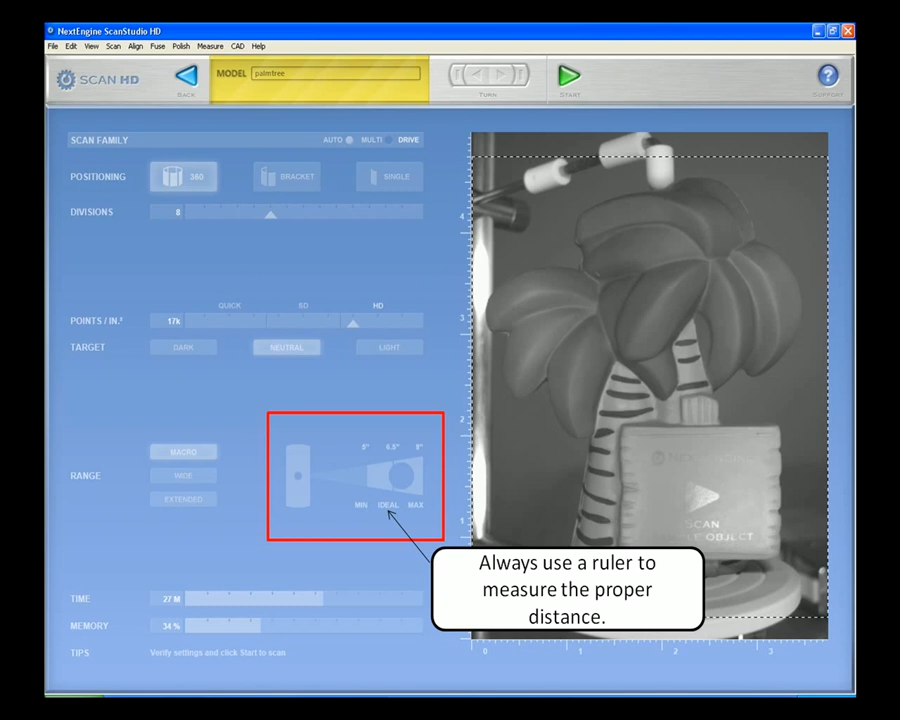 NextEngine ScanStudio HD
File Edit View Scan Align Fuse Polish Measure CAD Help
SCAN HD
BACK
MODEL palmtree
TURN
START
SUPPORT
SCAN FAMILY AUTO MULTI DRIVE
POSITIONING 360 BRACKET SINGLE
DIVISIONS 8
QUICK SD HD
POINTS / IN.² 17k
TARGET DARK NEUTRAL LIGHT
RANGE MACRO
WIDE
EXTENDED
5" 6.5" 9"
MIN IDEAL MAX
TIME 27 M
MEMORY 34 %
TIPS Verify settings and click Start to scan
4
3
2
1
0 1 2 3
SCAN
OBJECT
Always use a ruler to
measure the proper
distance.